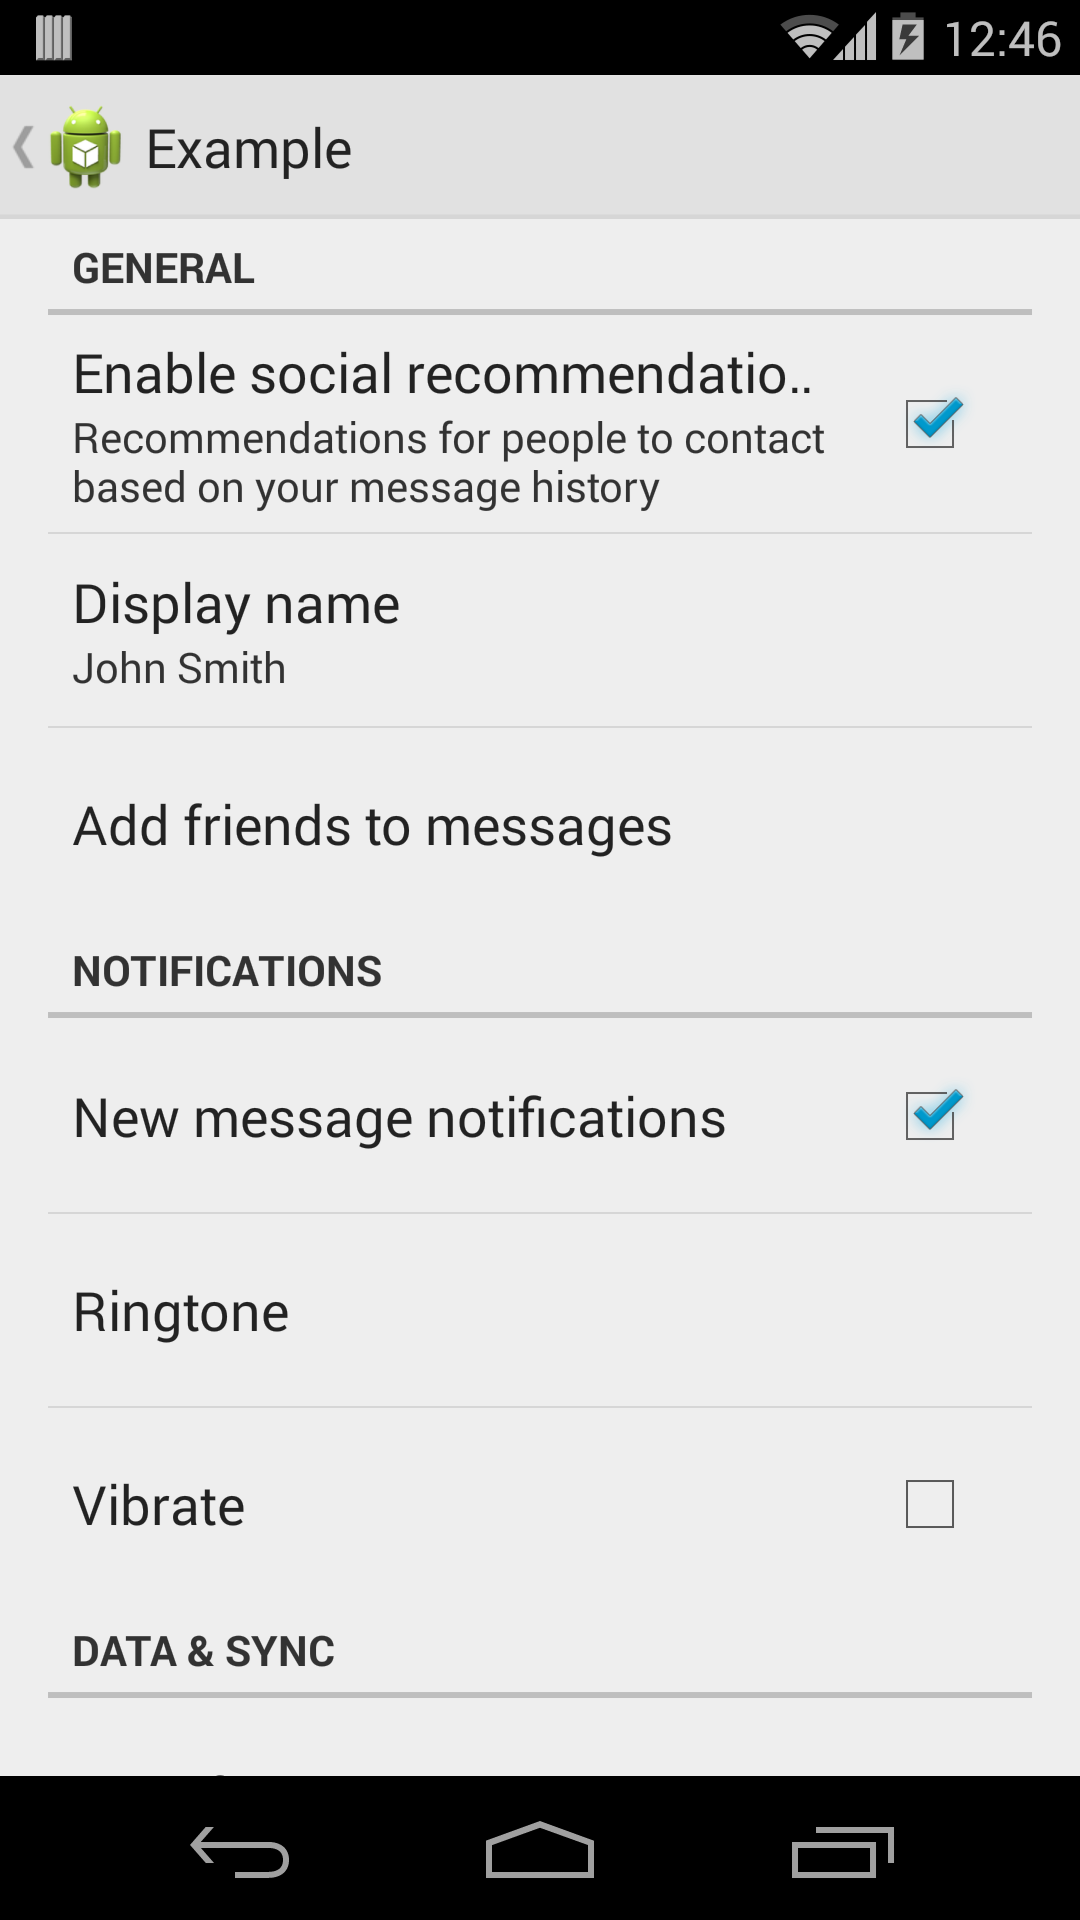 12:46
Example
GENERAL
Enable social recommendatio..
Recommendations for people to contact
based on your message history
Display name
John Smith
Add friends to messages
NOTIFICATIONS
New message notifications
Ringtone
Vibrate
DATA & SYNC